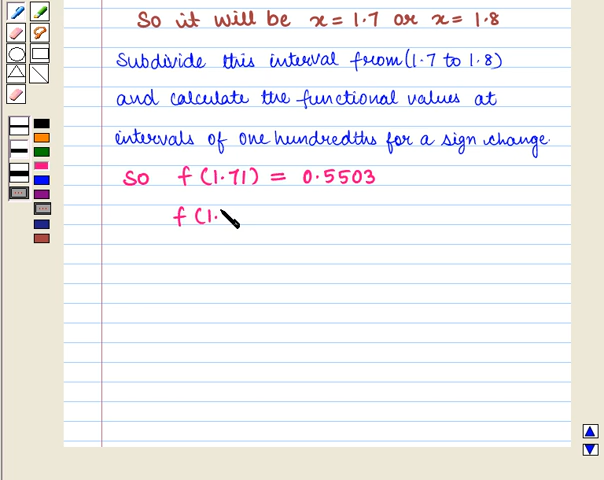 So it will be x = 1.7 or x = 1.8
Subdivide this interval from (1.7 to 1.8)
and calculate the functional values at
intervals of one hundredths for a sign change.
So f (1.71) = 0.5503
f (1.